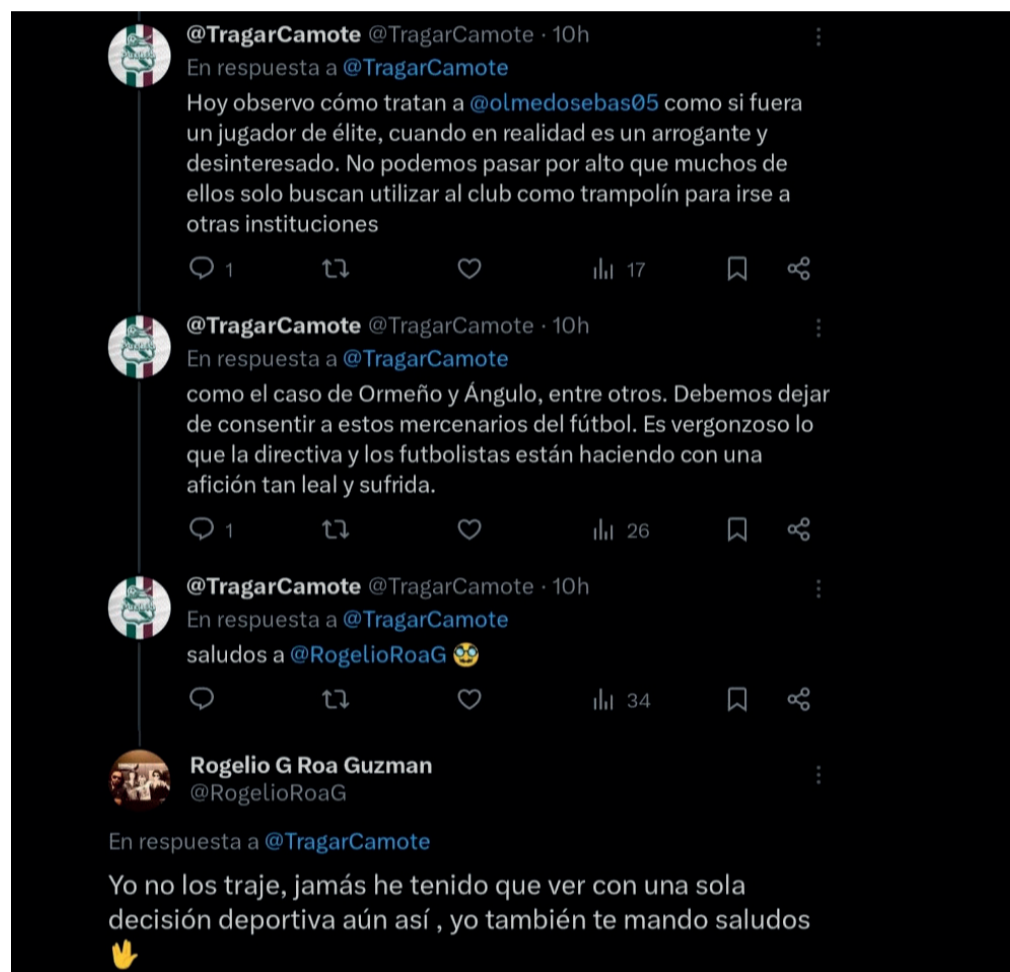 @TragarCamote @TragarCamote · 10h
En respuesta a @TragarCamote
Hoy observo cómo tratan a @olmedosebas05 como si fuera
un jugador de élite, cuando en realidad es un arrogante y
desinteresado. No podemos pasar por alto que muchos de
ellos solo buscan utilizar al club como trampolín para irse a
otras instituciones
1 17
@TragarCamote @TragarCamote · 10h
En respuesta a @TragarCamote
como el caso de Ormeño y Ángulo, entre otros. Debemos dejar
de consentir a estos mercenarios del fútbol. Es vergonzoso lo
que la directiva y los futbolistas están haciendo con una
afición tan leal y sufrida.
1 26
@TragarCamote @TragarCamote · 10h
En respuesta a @TragarCamote
saludos a @RogelioRoaG 🥸
34
Rogelio G Roa Guzman
@RogelioRoaG
En respuesta a @TragarCamote
Yo no los traje, jamás he tenido que ver con una sola
decisión deportiva aún así , yo también te mando saludos
🖖